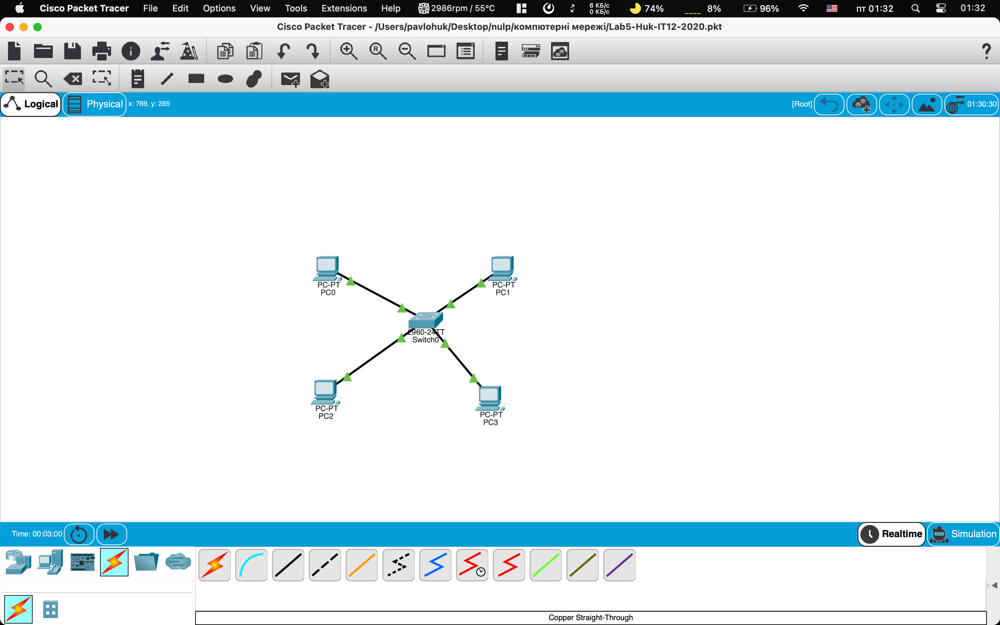 Cisco Packet Tracer File Edit Options View Tools Extensions Help 2986rpm / 55°C 6 КБ/с 0 КБ/с 74% 8% 96% пт 01:32 01:32
Cisco Packet Tracer - /Users/pavlohuk/Desktop/nulp/компютерні мережі/Lab5-Huk-IT12-2020.pkt
Logical Physical x: 769, y: 265 [Root] 01:30:30
PC-PT
PC0
PC-PT
PC1
2960-24TT
Switch0
PC-PT
PC2
PC-PT
PC3
Time: 00:03:00 Realtime Simulation
Copper Straight-Through